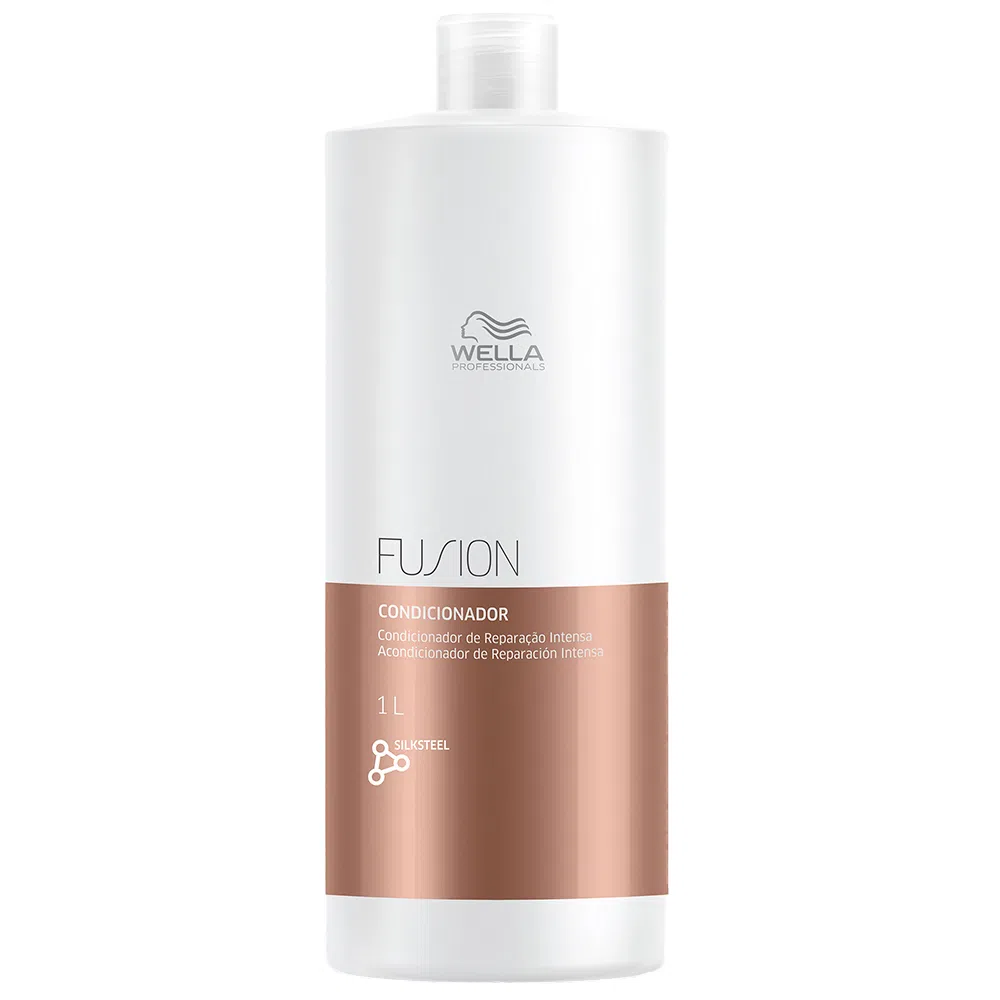 WELLA
PROFESSIONALS
FUSION
CONDICIONADOR
Condicionador de Reparação Intensa
Acondicionador de Reparación Intensa
1 L
SILKSTEEL